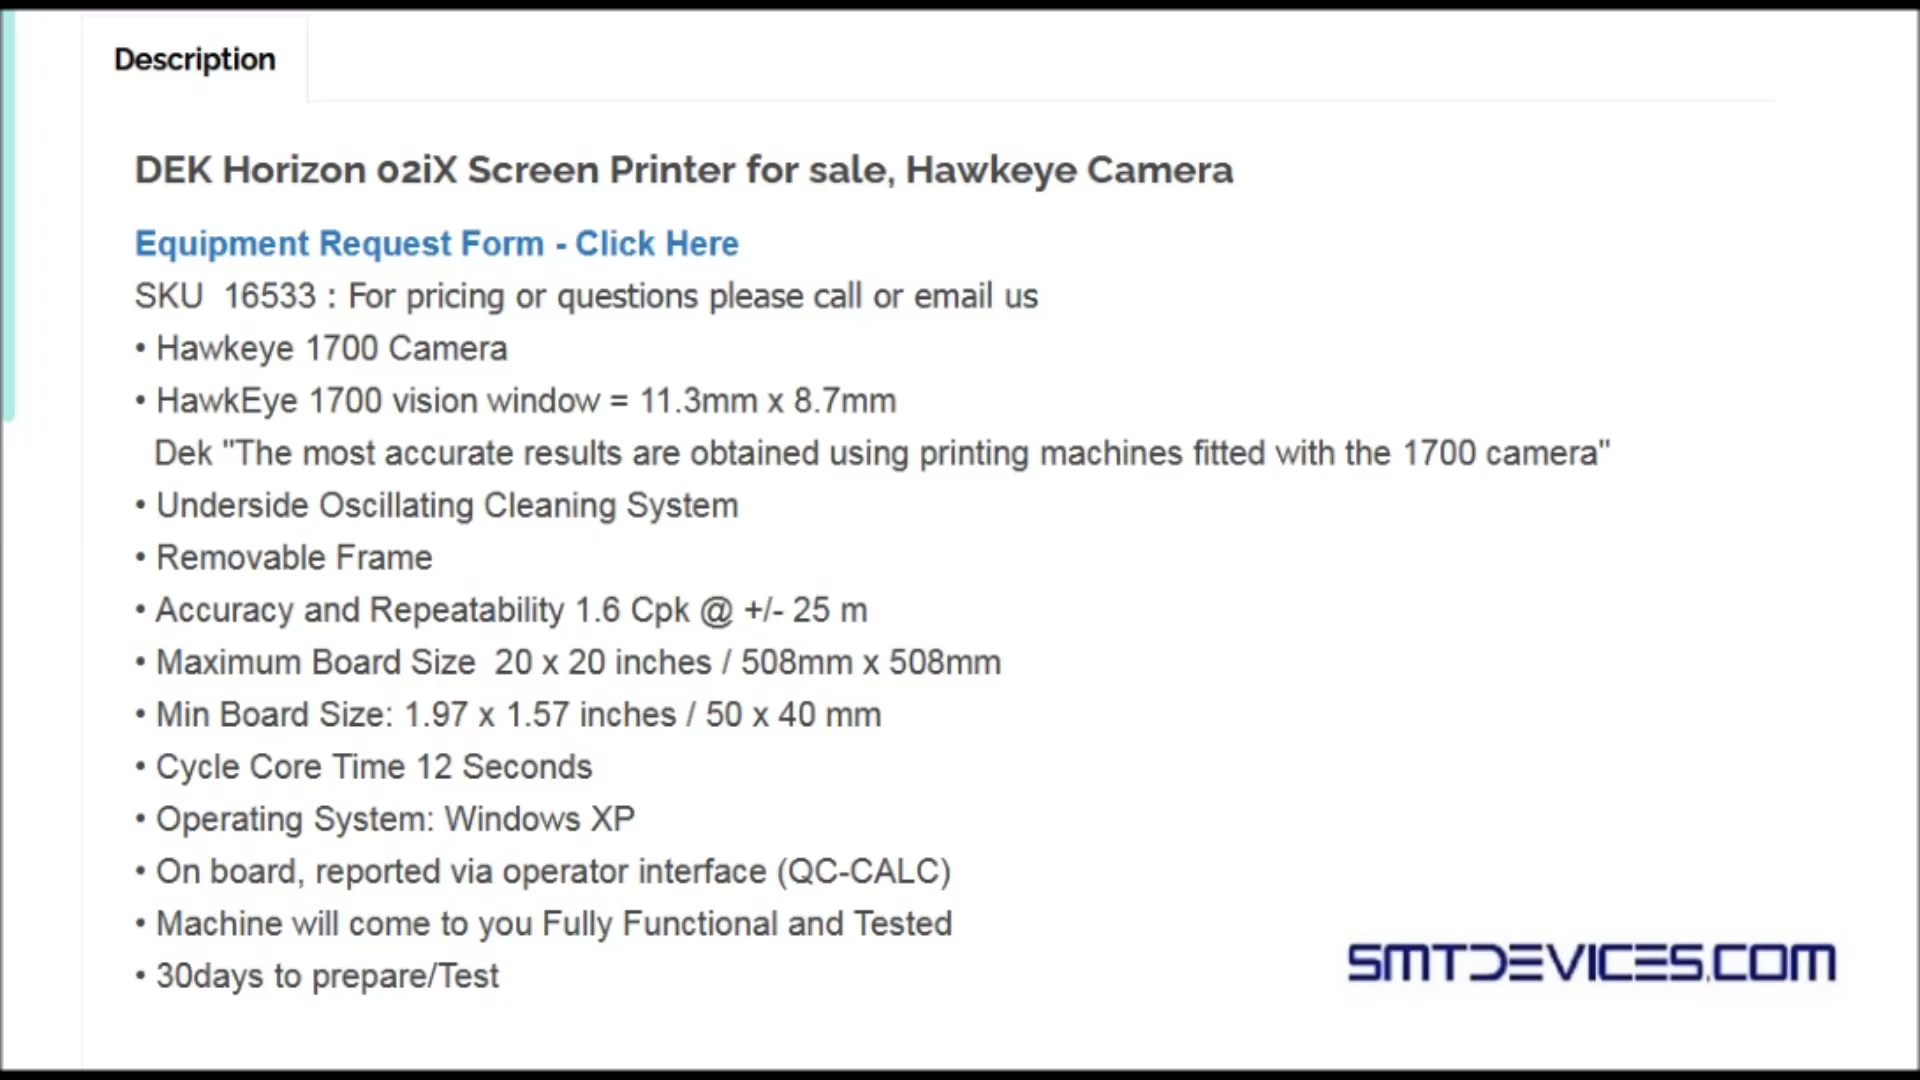 Description
DEK Horizon 02iX Screen Printer for sale, Hawkeye Camera
Equipment Request Form - Click Here
SKU  16533 : For pricing or questions please call or email us
• Hawkeye 1700 Camera
• HawkEye 1700 vision window = 11.3mm x 8.7mm
Dek "The most accurate results are obtained using printing machines fitted with the 1700 camera"
• Underside Oscillating Cleaning System
• Removable Frame
• Accuracy and Repeatability 1.6 Cpk @ +/- 25 m
• Maximum Board Size  20 x 20 inches / 508mm x 508mm
• Min Board Size: 1.97 x 1.57 inches / 50 x 40 mm
• Cycle Core Time 12 Seconds
• Operating System: Windows XP
• On board, reported via operator interface (QC-CALC)
• Machine will come to you Fully Functional and Tested
• 30days to prepare/Test
SMTDEVICES.COM